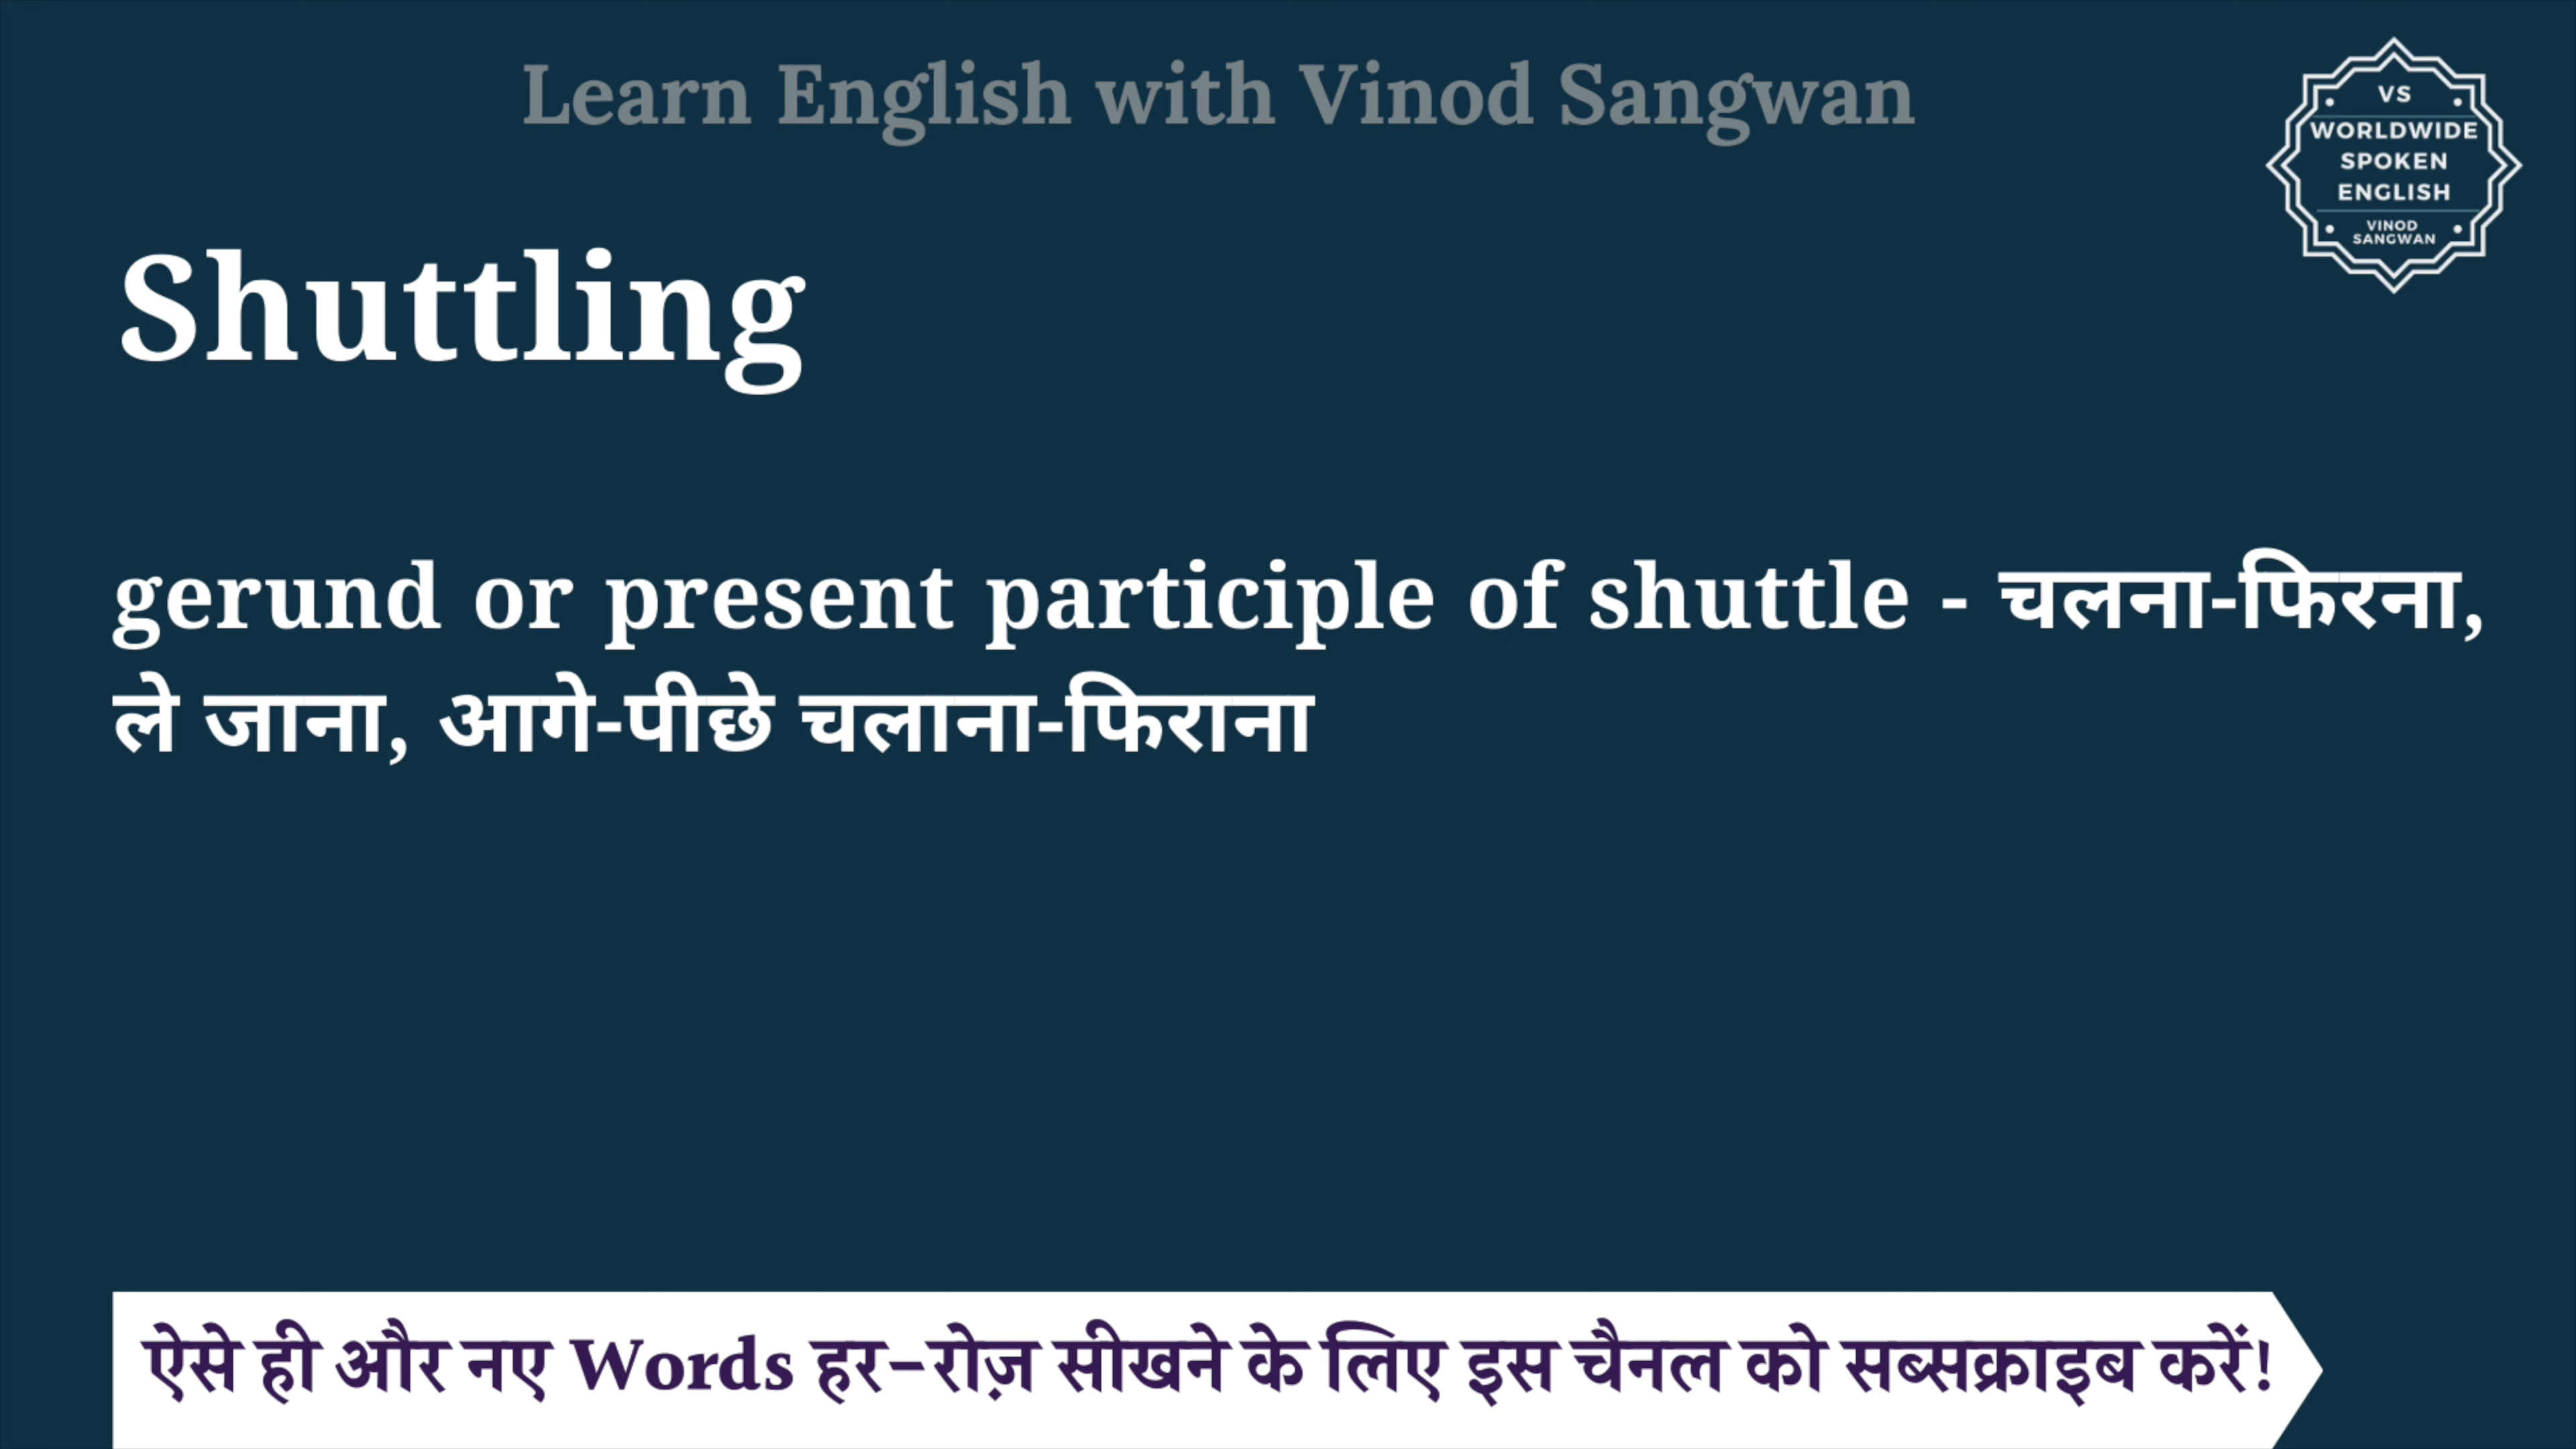 Learn English with Vinod Sangwan
VS
WORLDWIDE
SPOKEN
ENGLISH
VINOD
SANGWAN
Shuttling
gerund or present participle of shuttle - चलना-फिरना,
ले जाना, आगे-पीछे चलाना-फिराना
ऐसे ही और नए Words हर-रोज़ सीखने के लिए इस चैनल को सब्सक्राइब करें!